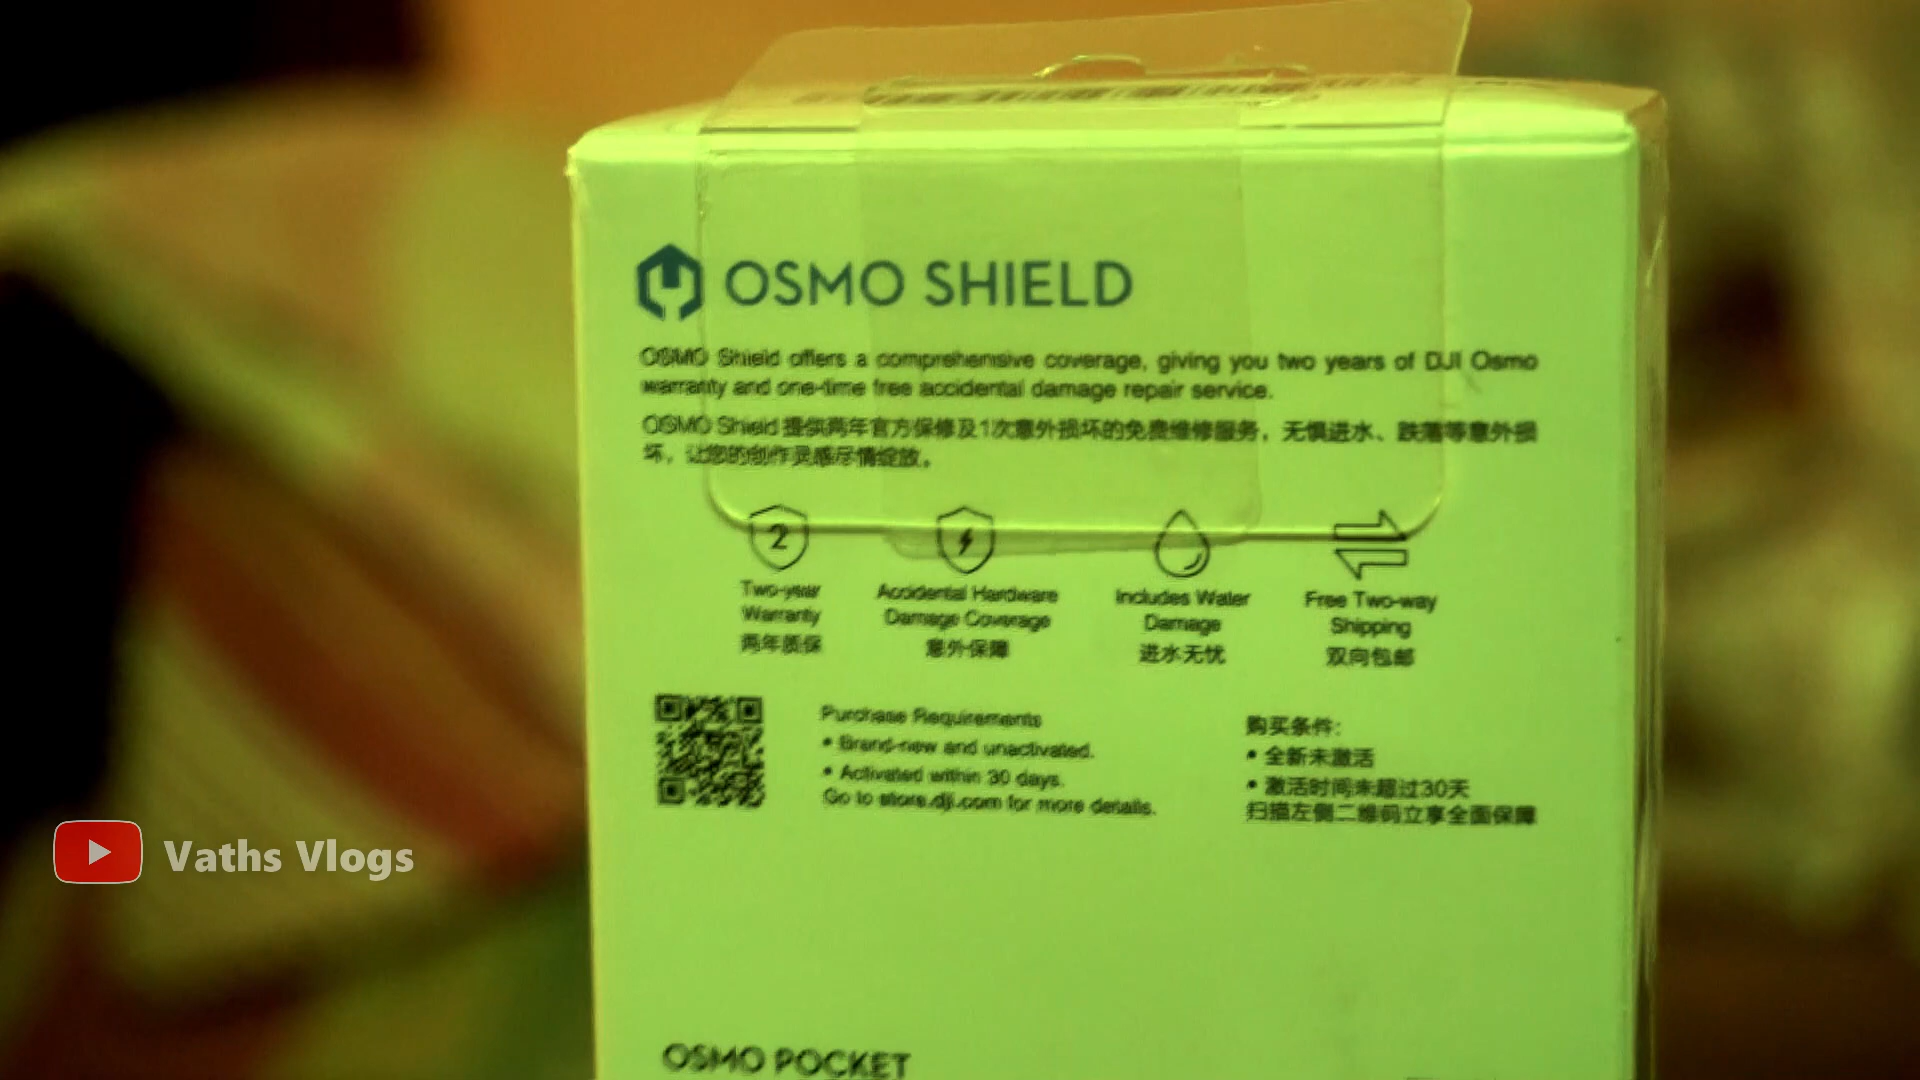 OSMO SHIELD
OSMO Shield offers a comprehensive coverage, giving you two years of DJI Osmo
warranty and one-time free accidental damage repair service.
OSMO Shield 提供两年官方保修及1次意外损坏的免费维修服务，无惧进水、跌落等意外损
坏，让您的创作灵感尽情绽放。
2
Two-year
Warranty
两年质保
Accidental Hardware
Damage Coverage
意外保障
Includes Water
Damage
进水无忧
Free Two-way
Shipping
双向包邮
Purchase Requirements
• Brand-new and unactivated.
• Activated within 30 days.
Go to store.dji.com for more details.
购买条件:
• 全新未激活
• 激活时间未超过30天
扫描左侧二维码立享全面保障
Vaths Vlogs
OSMO POCKET